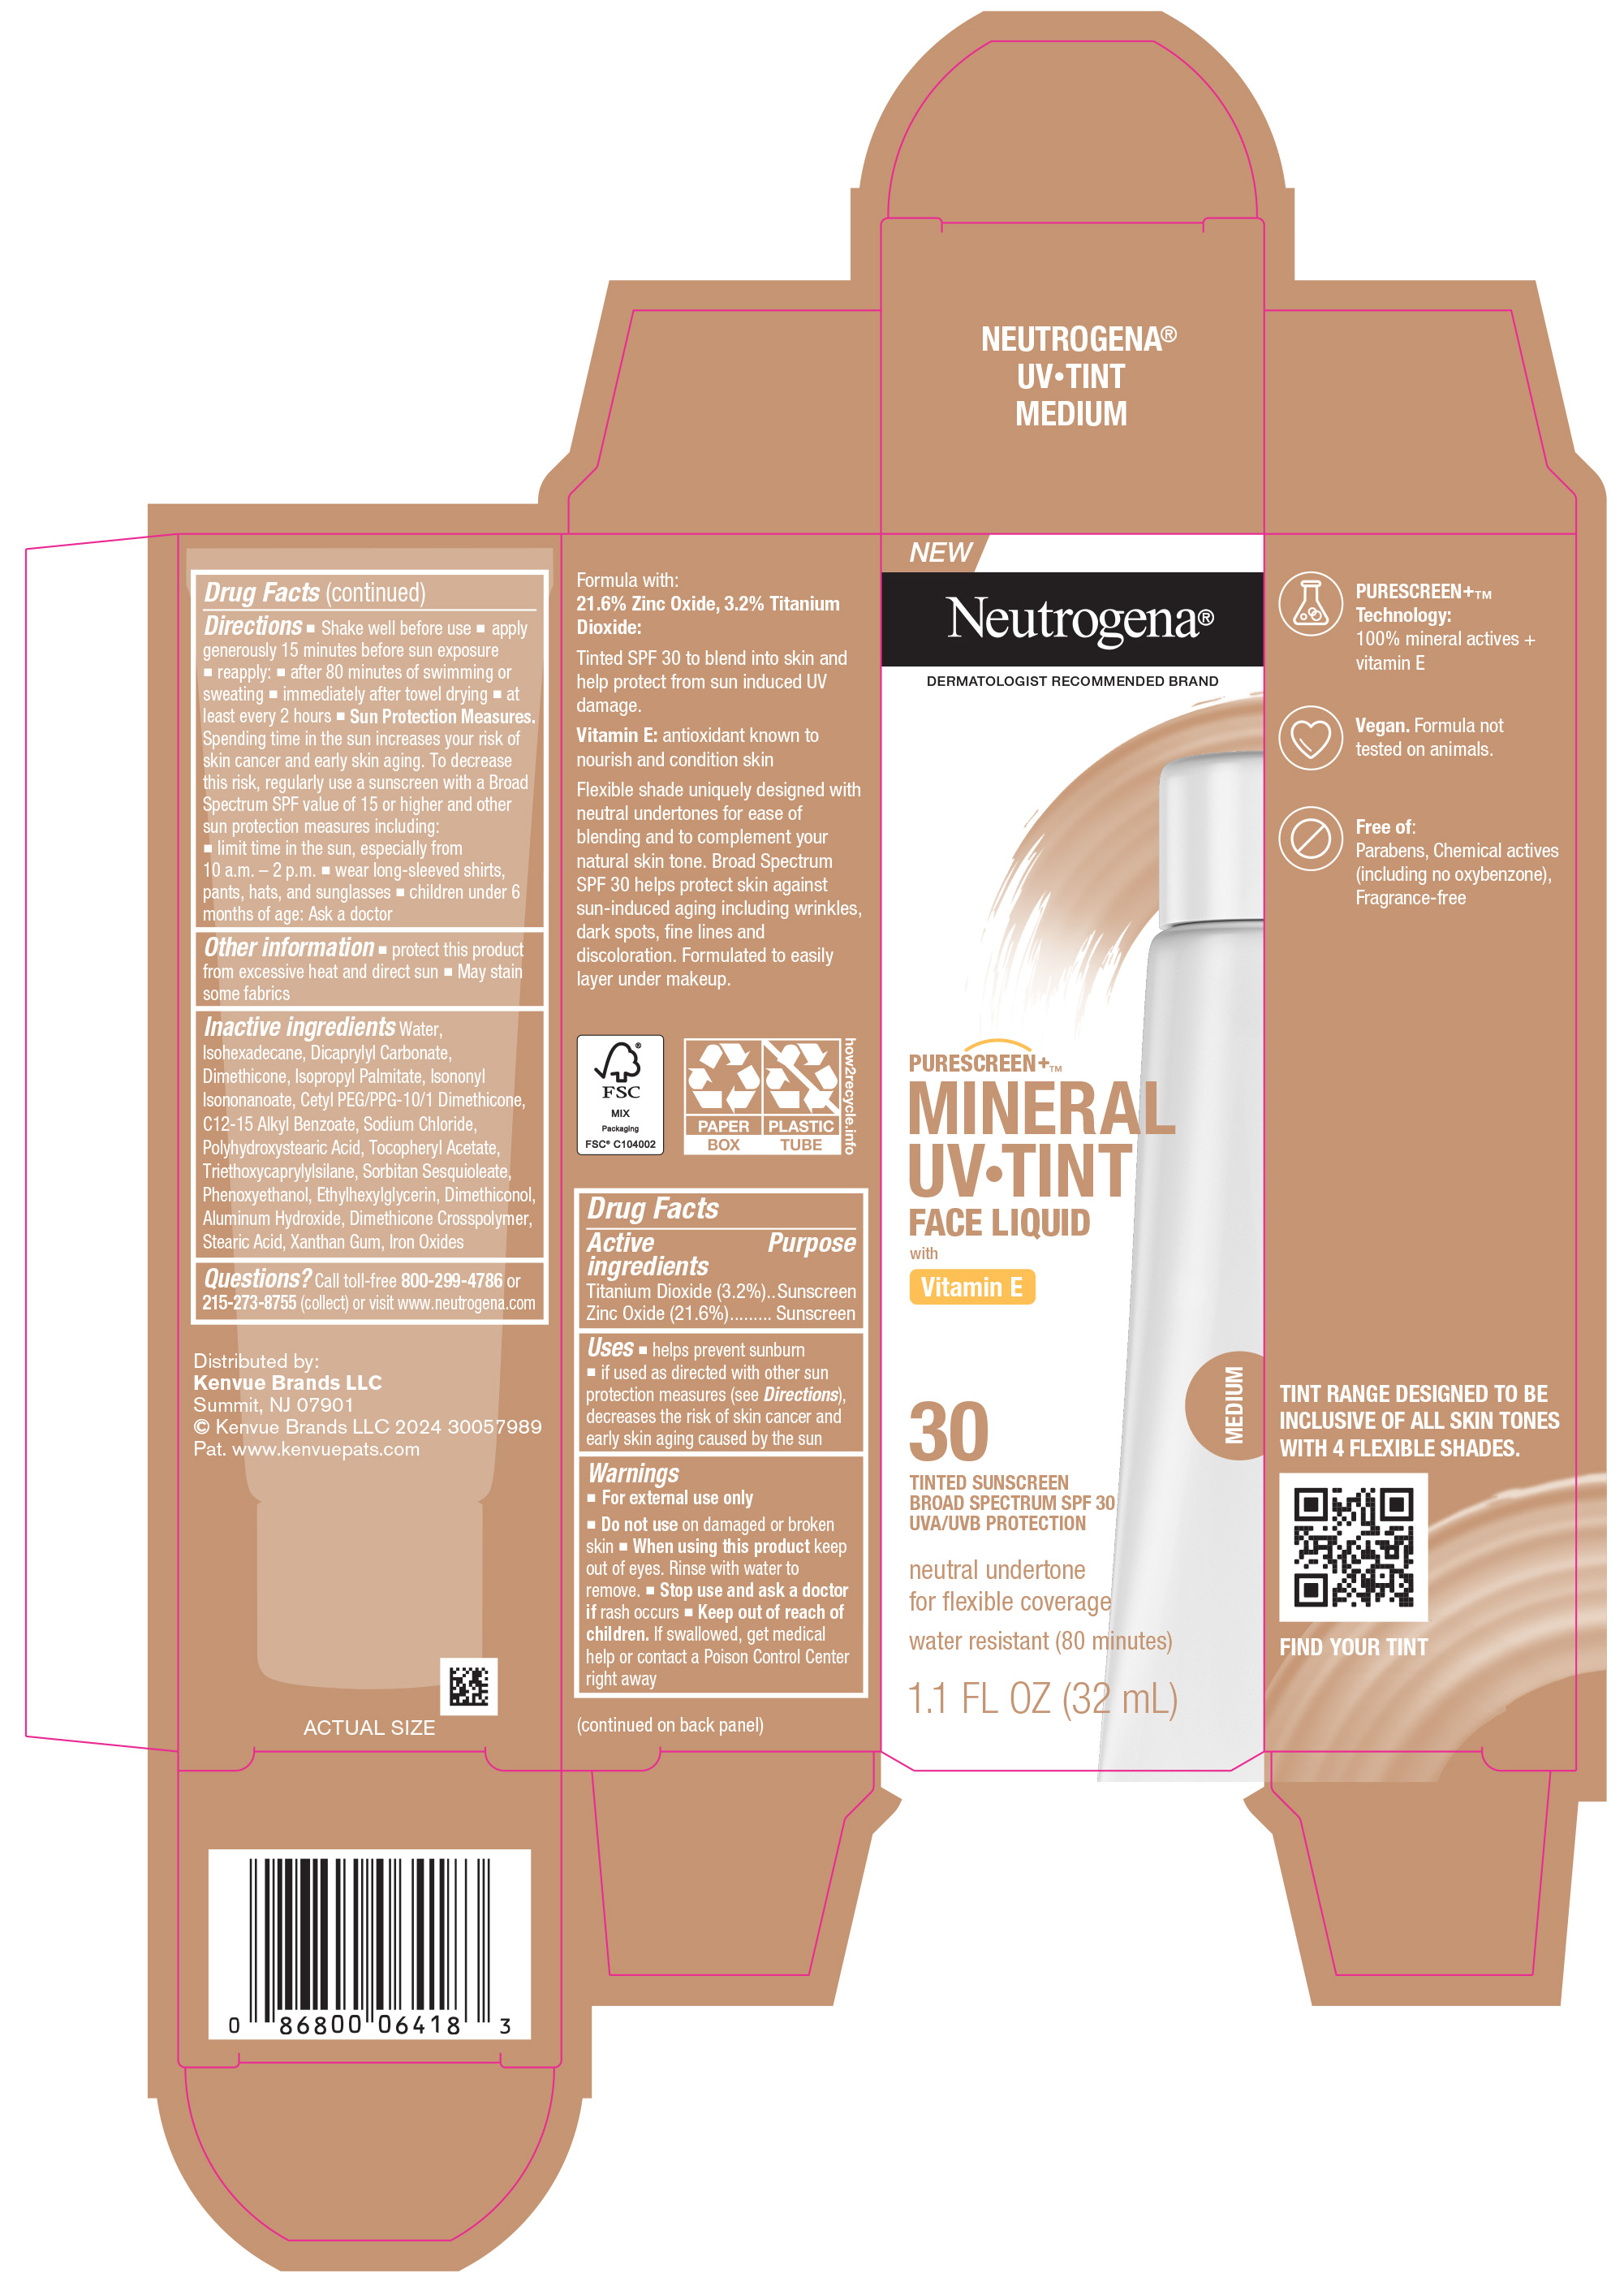 NEUTROGENA®
UV•TINT
MEDIUM
Drug Facts (continued)
Directions ▪ Shake well before use ▪ apply
generously 15 minutes before sun exposure
▪ reapply: ▪ after 80 minutes of swimming or
sweating ▪ immediately after towel drying ▪ at
least every 2 hours ▪ Sun Protection Measures.
Spending time in the sun increases your risk of
skin cancer and early skin aging. To decrease
this risk, regularly use a sunscreen with a Broad
Spectrum SPF value of 15 or higher and other
sun protection measures including:
▪ limit time in the sun, especially from
10 a.m. – 2 p.m. ▪ wear long-sleeved shirts,
pants, hats, and sunglasses ▪ children under 6
months of age: Ask a doctor
Other information ▪ protect this product
from excessive heat and direct sun ▪ May stain
some fabrics
Inactive ingredients Water,
Isohexadecane, Dicaprylyl Carbonate,
Dimethicone, Isopropyl Palmitate, Isononyl
Isononanoate, Cetyl PEG/PPG-10/1 Dimethicone,
C12-15 Alkyl Benzoate, Sodium Chloride,
Polyhydroxystearic Acid, Tocopheryl Acetate,
Triethoxycaprylylsilane, Sorbitan Sesquioleate,
Phenoxyethanol, Ethylhexylglycerin, Dimethiconol,
Aluminum Hydroxide, Dimethicone Crosspolymer,
Stearic Acid, Xanthan Gum, Iron Oxides
Questions? Call toll-free 800-299-4786 or
215-273-8755 (collect) or visit www.neutrogena.com
Distributed by:
Kenvue Brands LLC
Summit, NJ 07901
© Kenvue Brands LLC 2024 30057989
Pat. www.kenvuepats.com
ACTUAL SIZE
0 86800 06418 3
Formula with:
21.6% Zinc Oxide, 3.2% Titanium
Dioxide:
Tinted SPF 30 to blend into skin and
help protect from sun induced UV
damage.
Vitamin E: antioxidant known to
nourish and condition skin
Flexible shade uniquely designed with
neutral undertones for ease of
blending and to complement your
natural skin tone. Broad Spectrum
SPF 30 helps protect skin against
sun-induced aging including wrinkles,
dark spots, fine lines and
discoloration. Formulated to easily
layer under makeup.
®
FSC
MIX
Packaging
FSC® C104002
PAPER
BOX
PLASTIC
TUBE
how2recycle.info
Drug Facts
Active Purpose
ingredients
Titanium Dioxide (3.2%)..Sunscreen
Zinc Oxide (21.6%)......... Sunscreen
Uses ▪ helps prevent sunburn
▪ if used as directed with other sun
protection measures (see Directions),
decreases the risk of skin cancer and
early skin aging caused by the sun
Warnings
▪ For external use only
▪ Do not use on damaged or broken
skin ▪ When using this product keep
out of eyes. Rinse with water to
remove. ▪ Stop use and ask a doctor
if rash occurs ▪ Keep out of reach of
children. If swallowed, get medical
help or contact a Poison Control Center
right away
(continued on back panel)
NEW
Neutrogena®
DERMATOLOGIST RECOMMENDED BRAND
PURESCREEN+™
MINERAL
UV•TINT
FACE LIQUID
with
Vitamin E
MEDIUM
30
TINTED SUNSCREEN
BROAD SPECTRUM SPF 30
UVA/UVB PROTECTION
neutral undertone
for flexible coverage
water resistant (80 minutes)
1.1 FL OZ (32 mL)
PURESCREEN+™
Technology:
100% mineral actives +
vitamin E
Vegan. Formula not
tested on animals.
Free of:
Parabens, Chemical actives
(including no oxybenzone),
Fragrance-free
TINT RANGE DESIGNED TO BE
INCLUSIVE OF ALL SKIN TONES
WITH 4 FLEXIBLE SHADES.
FIND YOUR TINT